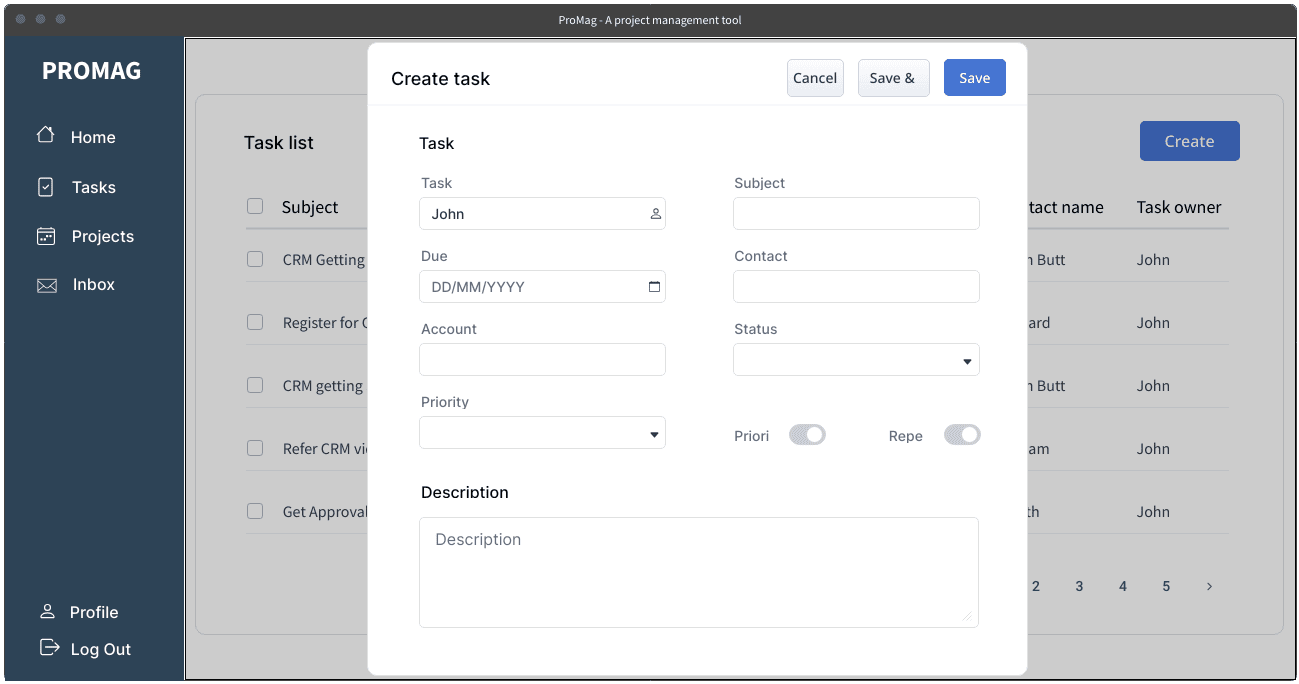 ProMag - A project management tool
PROMAG
Home
Tasks
Projects
Inbox
Profile
Log Out
Create task
Cancel
Save &
Save
Task
Task
John
Subject
Due
DD/MM/YYYY
Contact
Account
Status
Priority
Priori
Repe
Description
Description
Task list
Create
Subject
tact name
Task owner
CRM Getting
Butt
John
Register for
ard
John
CRM getting
Butt
John
Refer CRM vi
am
John
Get Approval
th
John
2 3 4 5 >